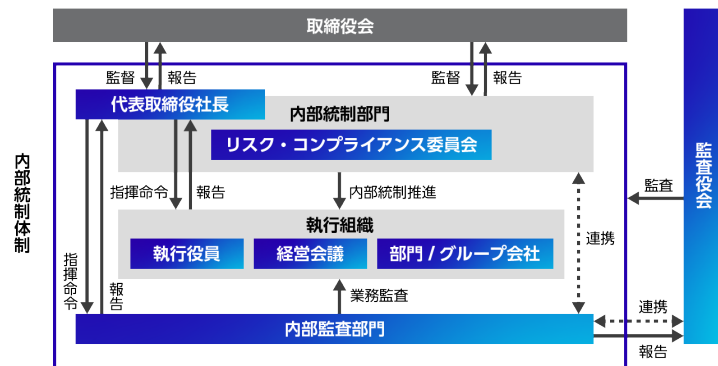 取締役会
監督
報告
監督
報告
代表取締役社長
内部統制部門
リスク・コンプライアンス委員会
内部統制体制
監査役会
指揮命令
報告
内部統制推進
監査
執行組織
執行役員
経営会議
部門 / グループ会社
連携
指揮命令
報告
業務監査
内部監査部門
連携
報告